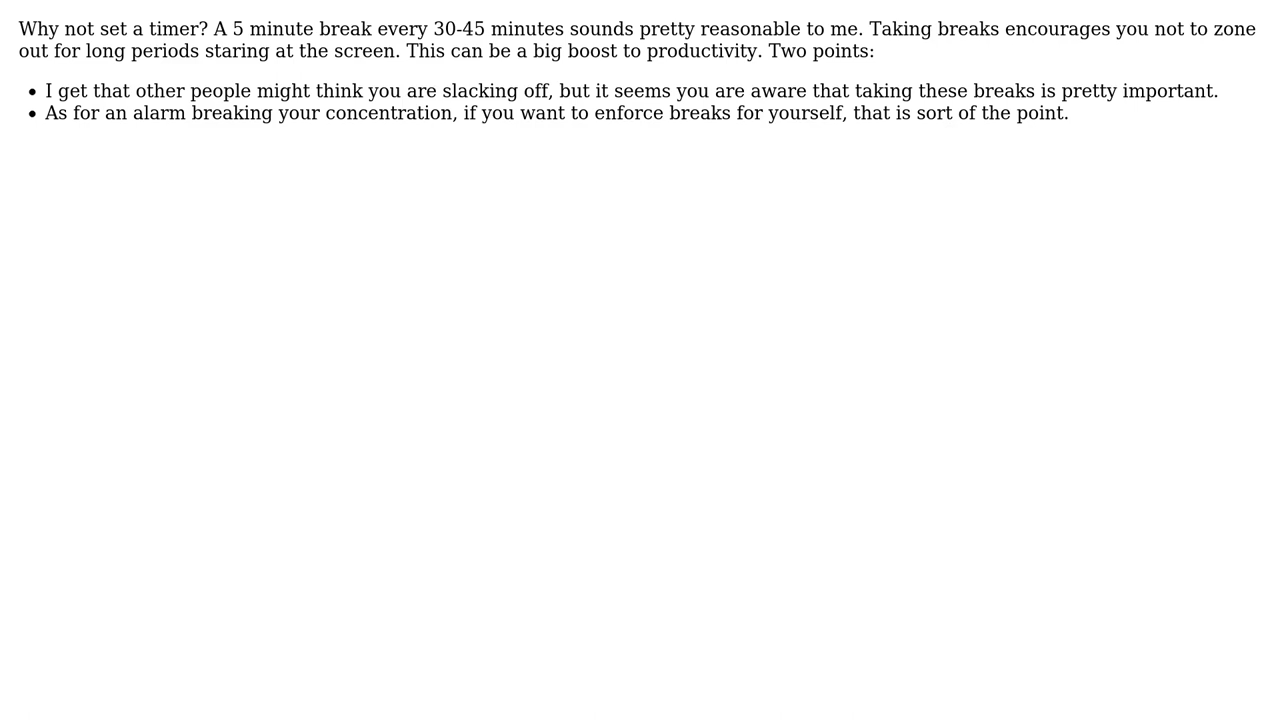 Why not set a timer? A 5 minute break every 30-45 minutes sounds pretty reasonable to me. Taking breaks encourages you not to zone
out for long periods staring at the screen. This can be a big boost to productivity. Two points:
• I get that other people might think you are slacking off, but it seems you are aware that taking these breaks is pretty important.
• As for an alarm breaking your concentration, if you want to enforce breaks for yourself, that is sort of the point.